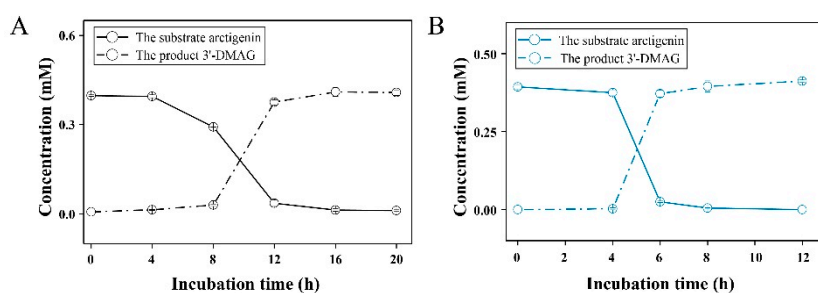 A
The substrate arctigenin
The product 3'-DMAG
Concentration (mM)
0.6
0.3
0.0
0 4 8 12 16 20
Incubation time (h)
B
The substrate arctigenin
The product 3'-DMAG
Concentration (mM)
0.50
0.25
0.00
0 2 4 6 8 10 12
Incubation time (h)